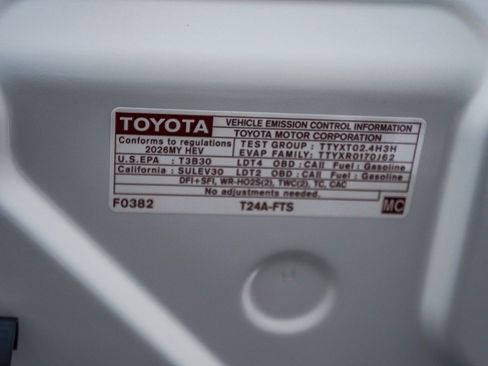 TOYOTA
VEHICLE EMISSION CONTROL INFORMATION
TOYOTA MOTOR CORPORATION
Conforms to regulations
2026MY HEV
TEST GROUP : TTYXT02.4H3H
EVAP FAMILY: TTYXR0170J62
U.S.EPA : T3B30 LDT4 OBD : CAII Fuel : Gasoline
California : SULEV30 LDT2 OBD : CAII Fuel : Gasoline
DFI+SFI, WR-HO2S(2), TWC(2), TC, CAC
No adjustments needed.
F0382 T24A-FTS MC